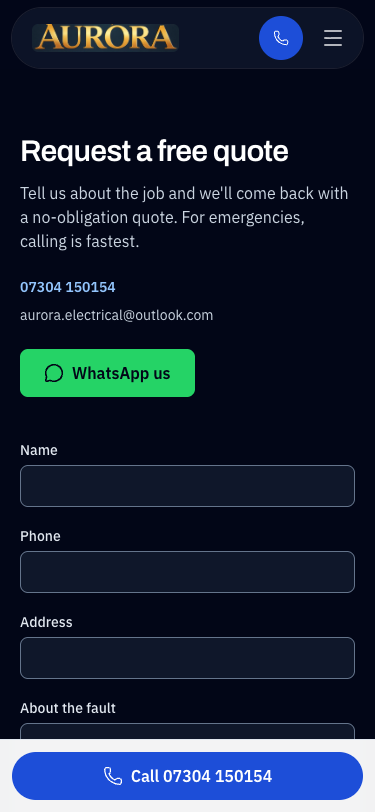 AURORA
Request a free quote
Tell us about the job and we'll come back with
a no-obligation quote. For emergencies,
calling is fastest.
07304 150154
aurora.electrical@outlook.com
WhatsApp us
Name
Phone
Address
About the fault
Call 07304 150154